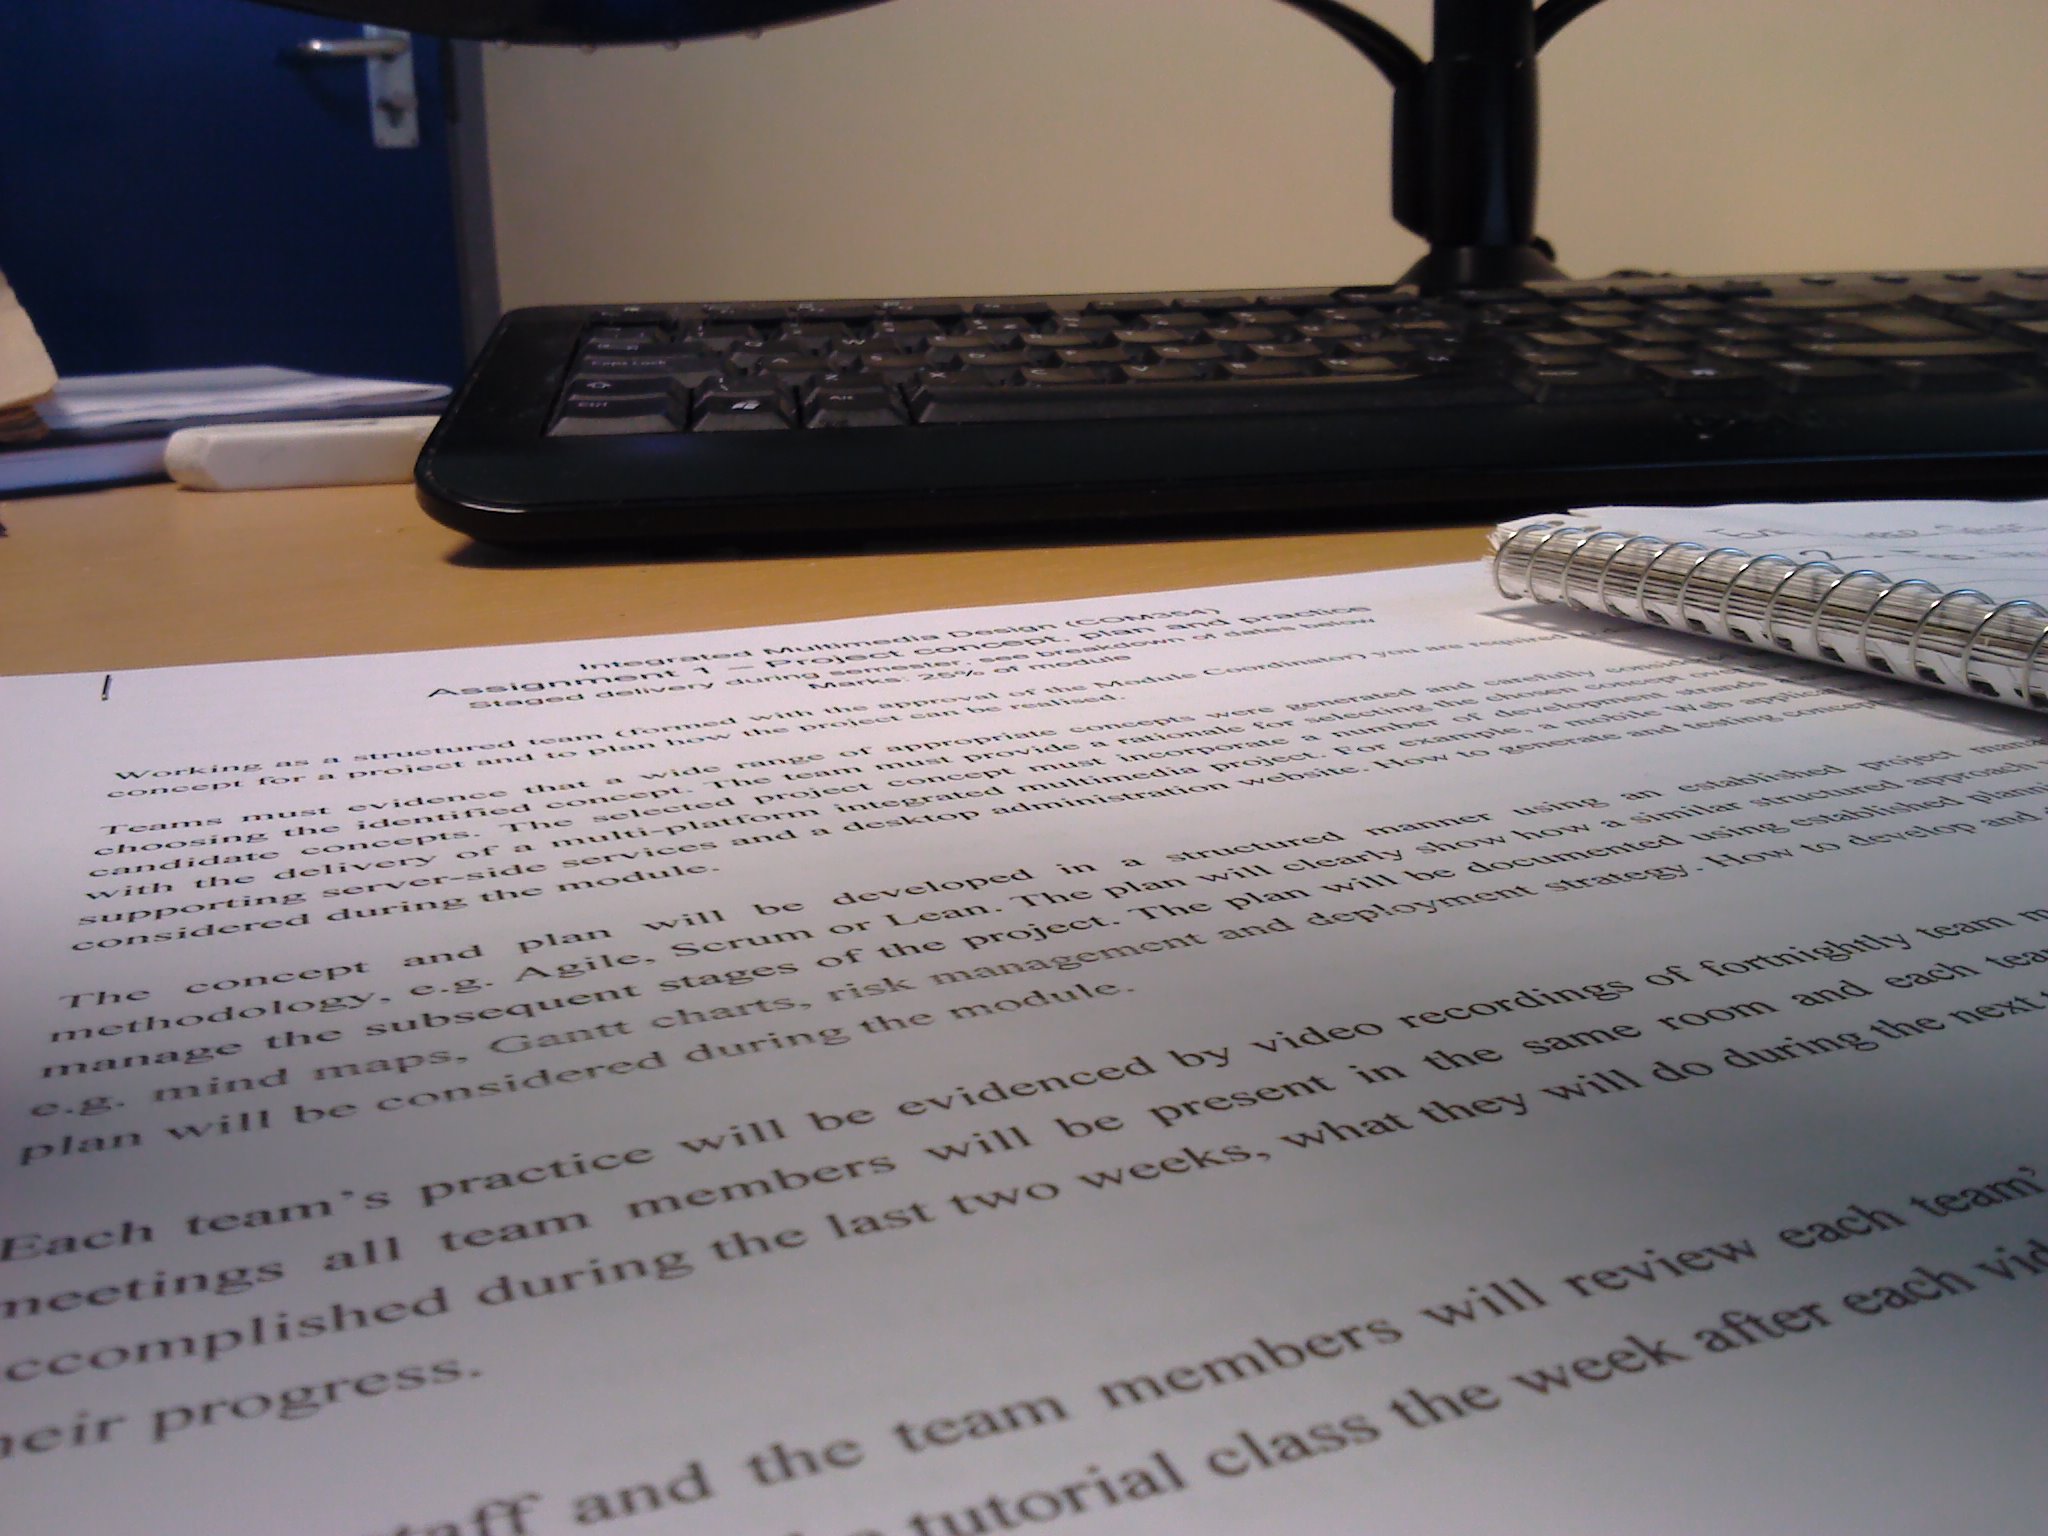 Integrated Multimedia Design (COM354)
Assignment 1 – Project concept, plan and practice
Staged delivery during semester, see breakdown of dates below
Marks: 25% of module
Working as a structured team (formed with the approval of the Module Coordinator) you are required
concept for a project and to plan how the project can be realised.
Teams must evidence that a wide range of appropriate concepts were generated and carefully
choosing the identified concept. The team must provide a rationale for selecting the chosen concept
candidate concepts. The selected project concept must incorporate a number of development strands
with the delivery of a multi-platform integrated multimedia project. For example, a mobile Web
supporting server-side services and a desktop administration website. How to generate and testing
considered during the module.
The concept and plan will be developed in a structured manner using an established project
methodology, e.g. Agile, Scrum or Lean. The plan will clearly show how a similar structured approach
manage the subsequent stages of the project. The plan will be documented using established
e.g. mind maps, Gantt charts, risk management and deployment strategy. How to develop and
plan will be considered during the module.
Each team's practice will be evidenced by video recordings of fortnightly team
meetings all team members will be present in the same room and each
ccomplished during the last two weeks, what they will do during the next
heir progress.
taff and the team members will review each team'
tutorial class the week after each vid
Ctrl
Alt